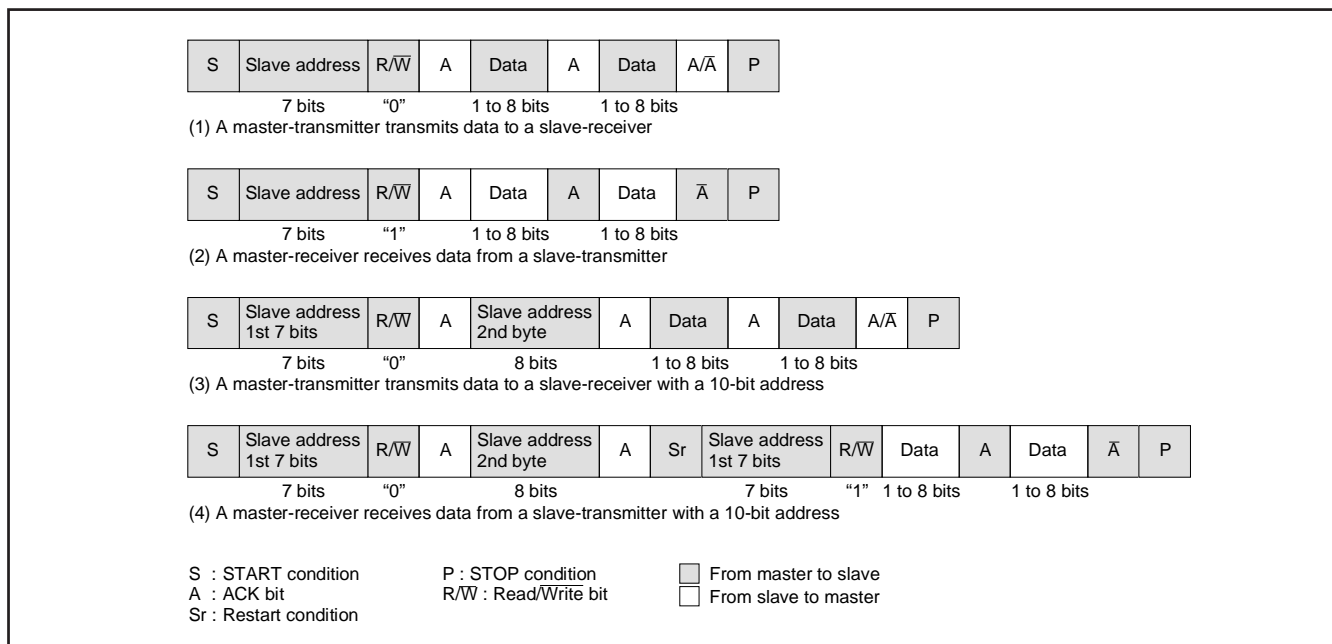 S Slave address R/W̅ A Data A Data A/A̅ P
7 bits “0” 1 to 8 bits 1 to 8 bits
(1) A master-transmitter transmits data to a slave-receiver
S Slave address R/W̅ A Data A Data A̅ P
7 bits “1” 1 to 8 bits 1 to 8 bits
(2) A master-receiver receives data from a slave-transmitter
S Slave address 1st 7 bits R/W̅ A Slave address 2nd byte A Data A Data A/A̅ P
7 bits “0” 8 bits 1 to 8 bits 1 to 8 bits
(3) A master-transmitter transmits data to a slave-receiver with a 10-bit address
S Slave address 1st 7 bits R/W̅ A Slave address 2nd byte A Sr Slave address 1st 7 bits R/W̅ Data A Data A̅ P
7 bits “0” 8 bits 7 bits “1” 1 to 8 bits 1 to 8 bits
(4) A master-receiver receives data from a slave-transmitter with a 10-bit address
S : START condition P : STOP condition From master to slave
A : ACK bit R/W̅ : Read/W̅r̅i̅t̅e̅ bit From slave to master
Sr : Restart condition